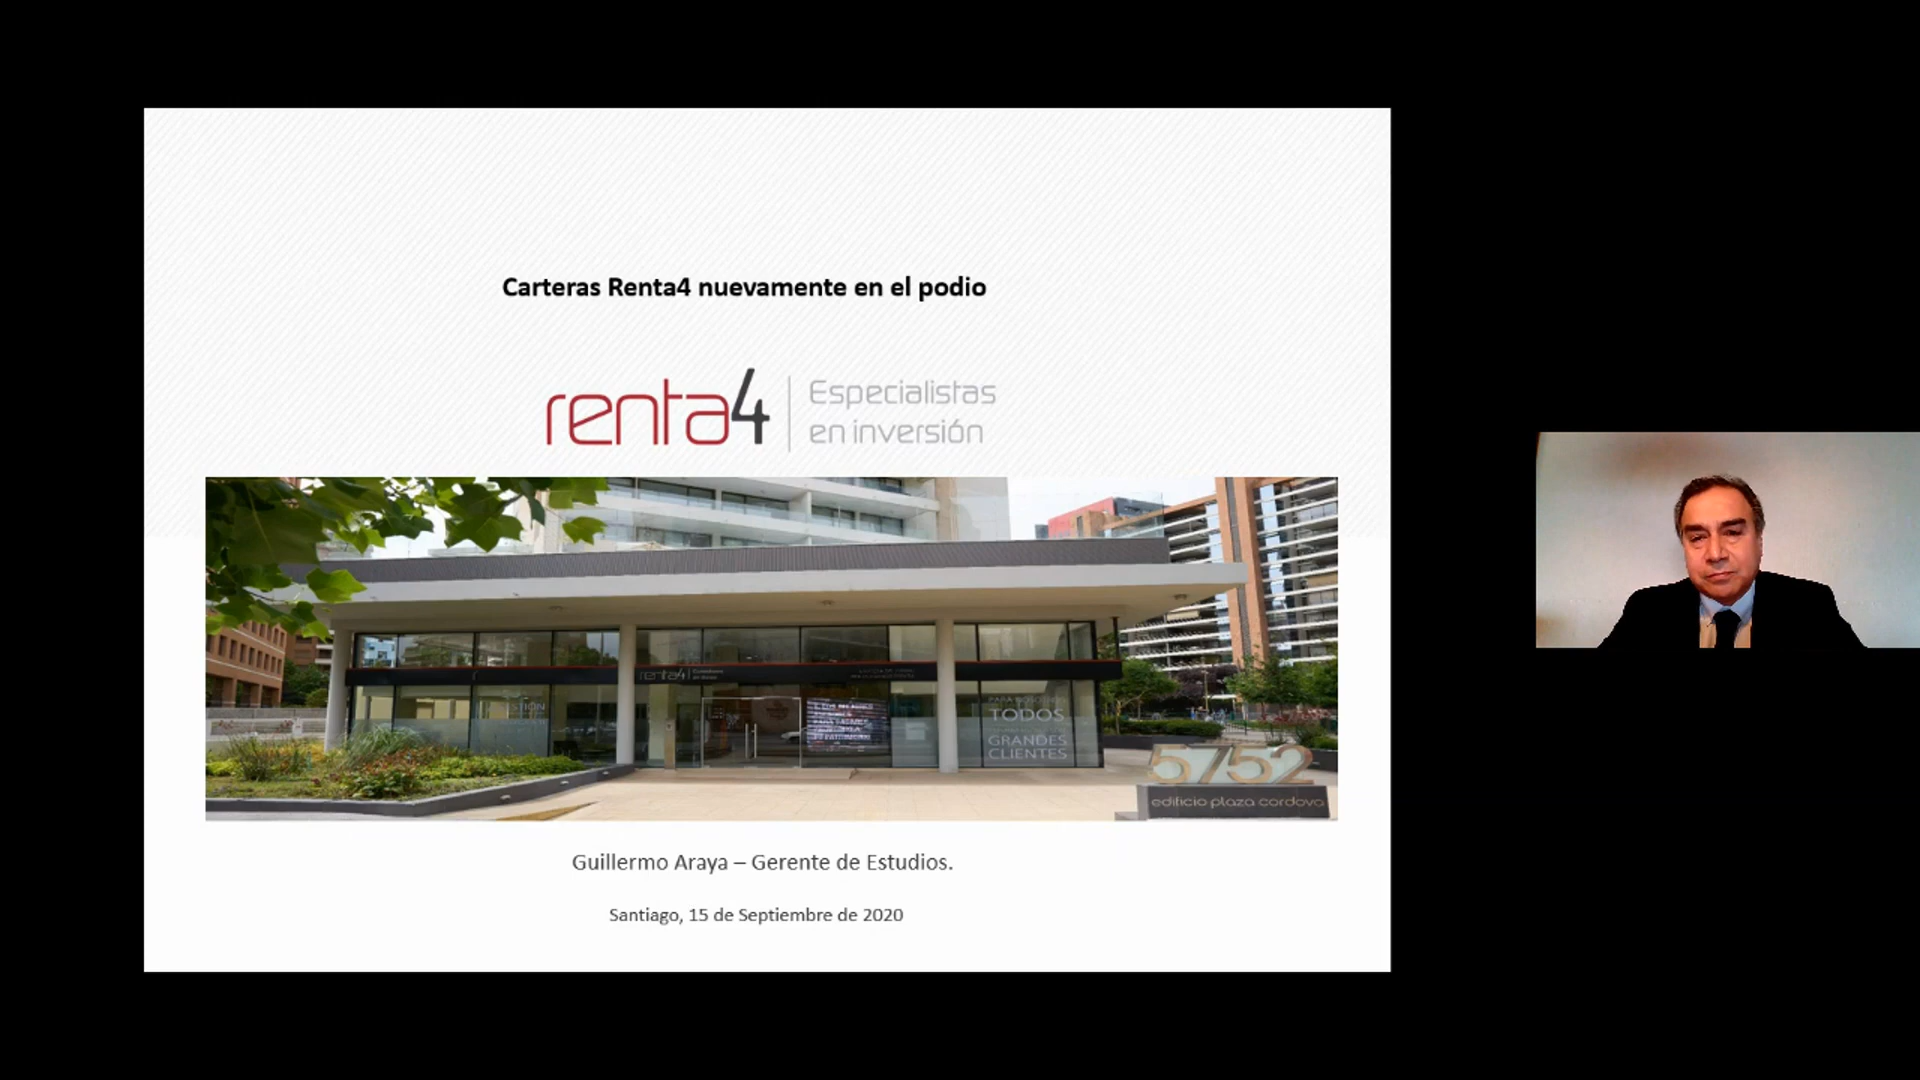 Carteras Renta4 nuevamente en el podio
renta4
Especialistas
en inversión
renta4
TODOS
GRANDES
CLIENTES
5752
edificio plaza cordova
Guillermo Araya – Gerente de Estudios.
Santiago, 15 de Septiembre de 2020